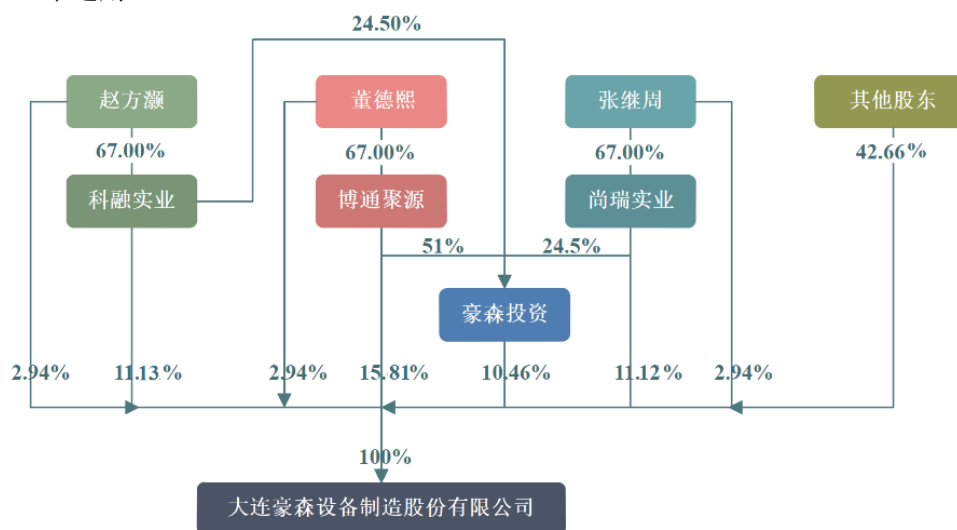 24.50%
赵方灏 董德熙 张继周 其他股东
67.00% 67.00% 67.00% 42.66%
科融实业 博通聚源 尚瑞实业
51% 24.5%
豪森投资
2.94% 11.13% 2.94% 15.81% 10.46% 11.12% 2.94%
100%
大连豪森设备制造股份有限公司